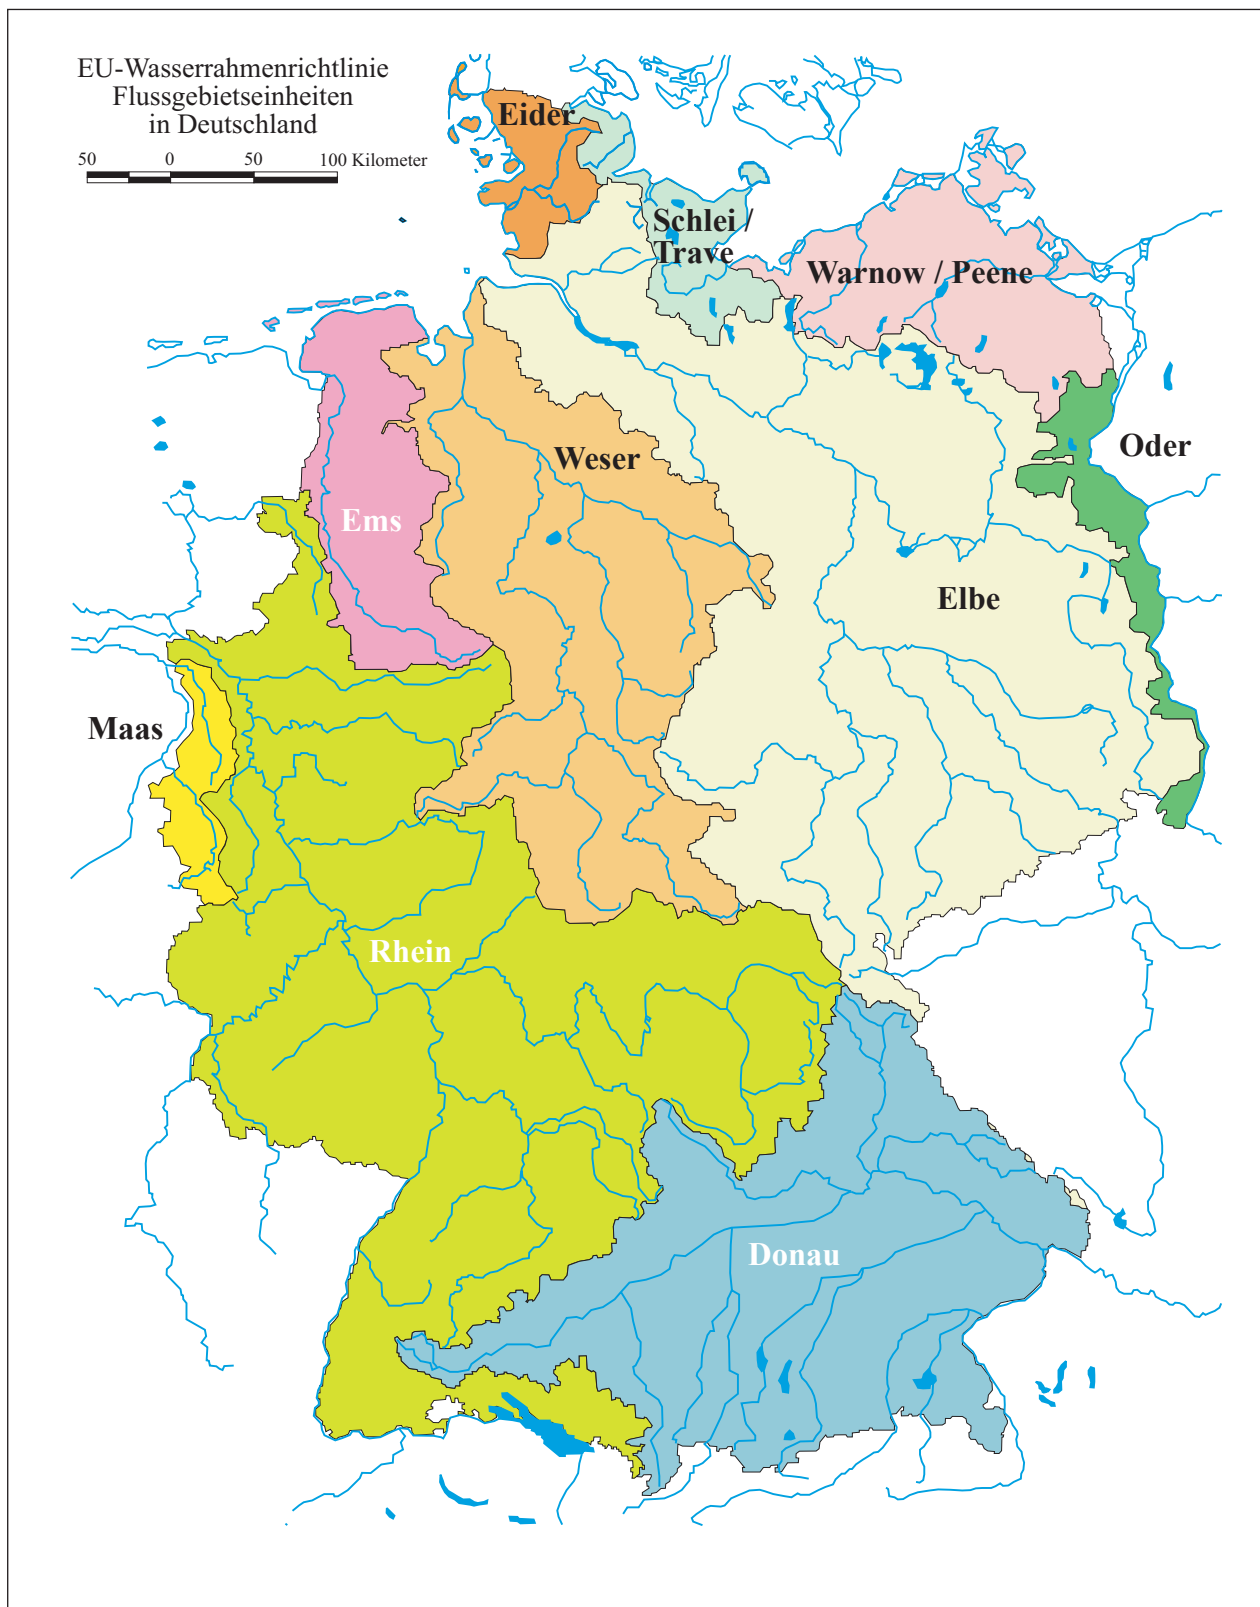 EU-Wasserrahmenrichtlinie
Flussgebietseinheiten
in Deutschland
50 0 50 100 Kilometer
Eider
Schlei /
Trave
Warnow / Peene
Oder
Weser
Ems
Elbe
Maas
Rhein
Donau